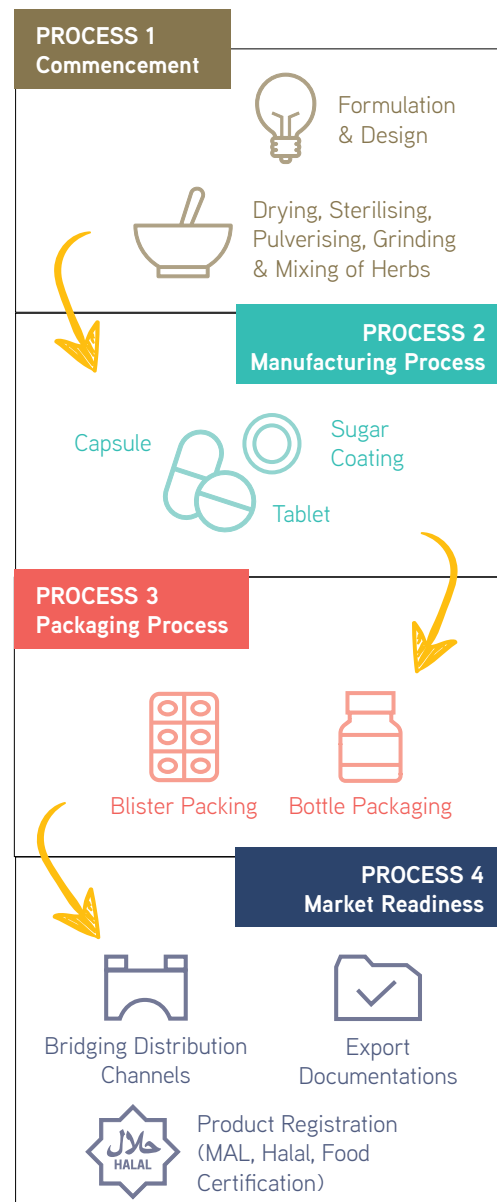 PROCESS 1
Commencement
Formulation
& Design
Drying, Sterilising,
Pulverising, Grinding
& Mixing of Herbs
PROCESS 2
Manufacturing Process
Capsule
Sugar
Coating
Tablet
PROCESS 3
Packaging Process
Blister Packing
Bottle Packaging
PROCESS 4
Market Readiness
Bridging Distribution
Channels
Export
Documentations
حلال
HALAL
Product Registration
(MAL, Halal, Food
Certification)